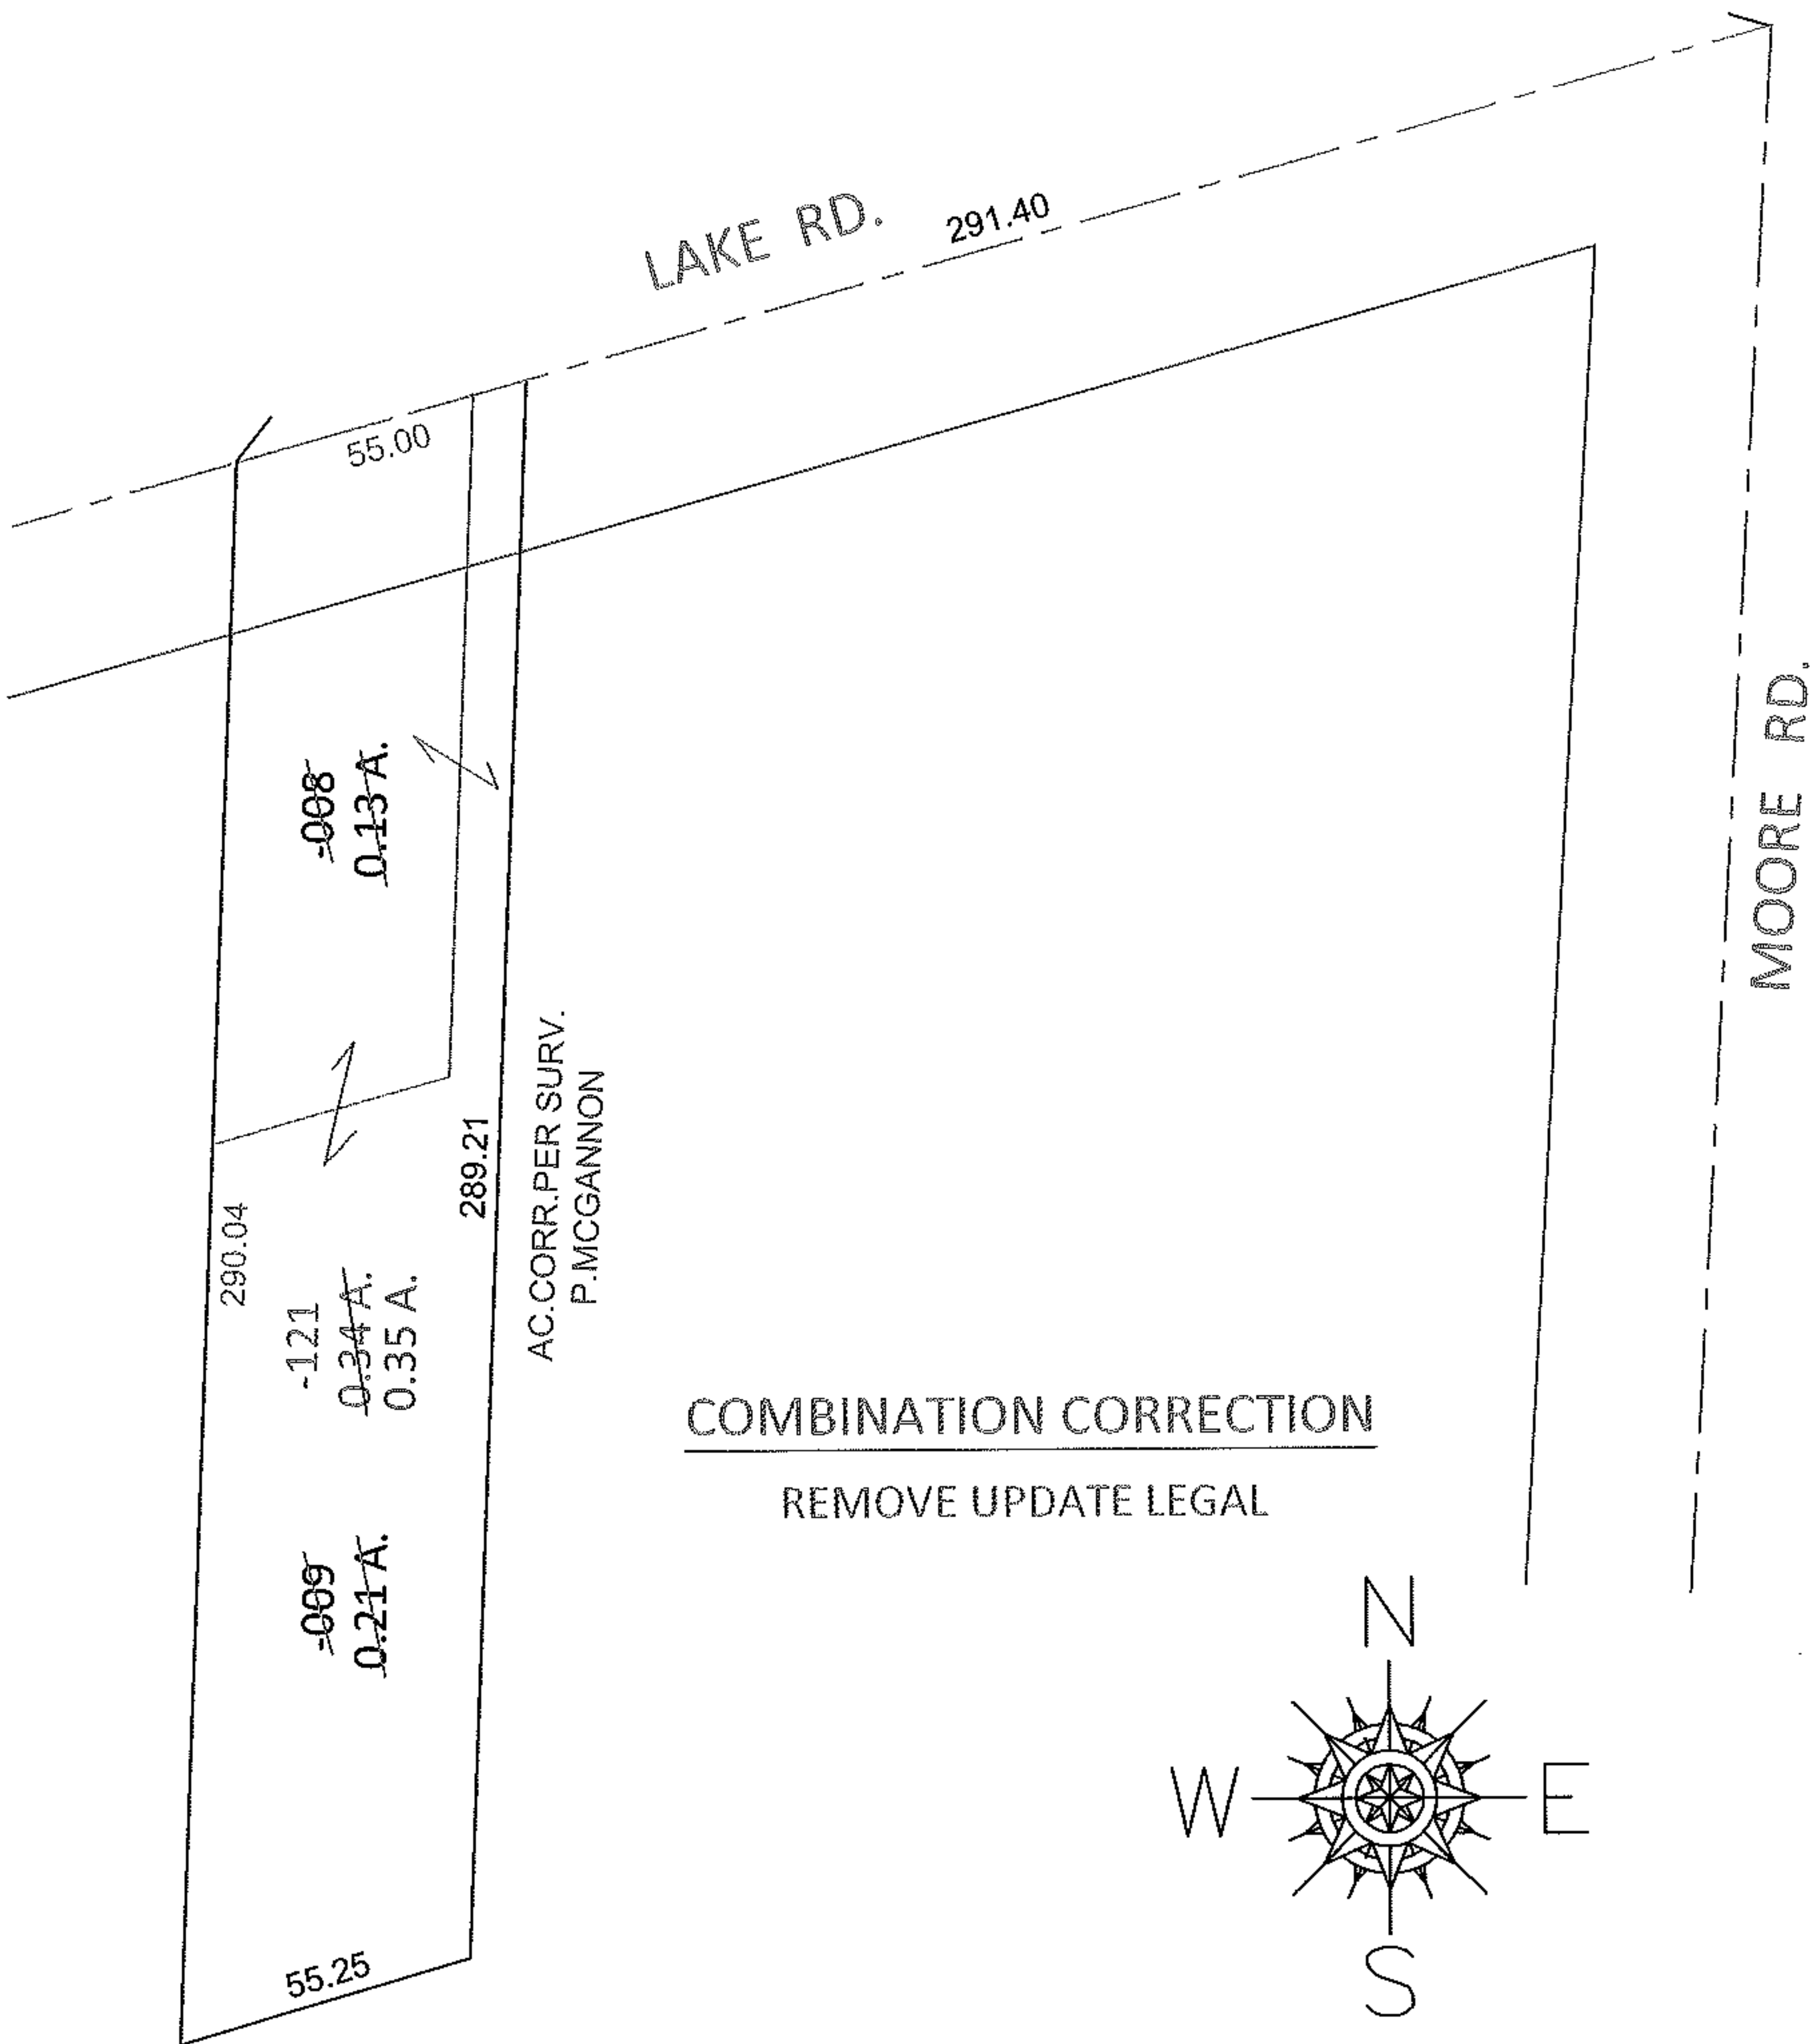 LAKE RD.
291.40
55.00
-008
0.13 A.
MOORE RD.
290.04
289.21
AC.CORR.PER SURV.
P.MCGANNON
-121
0.34 A.
0.35 A.
COMBINATION CORRECTION
REMOVE UPDATE LEGAL
-009
0.21 A.
55.25
N
W
E
S